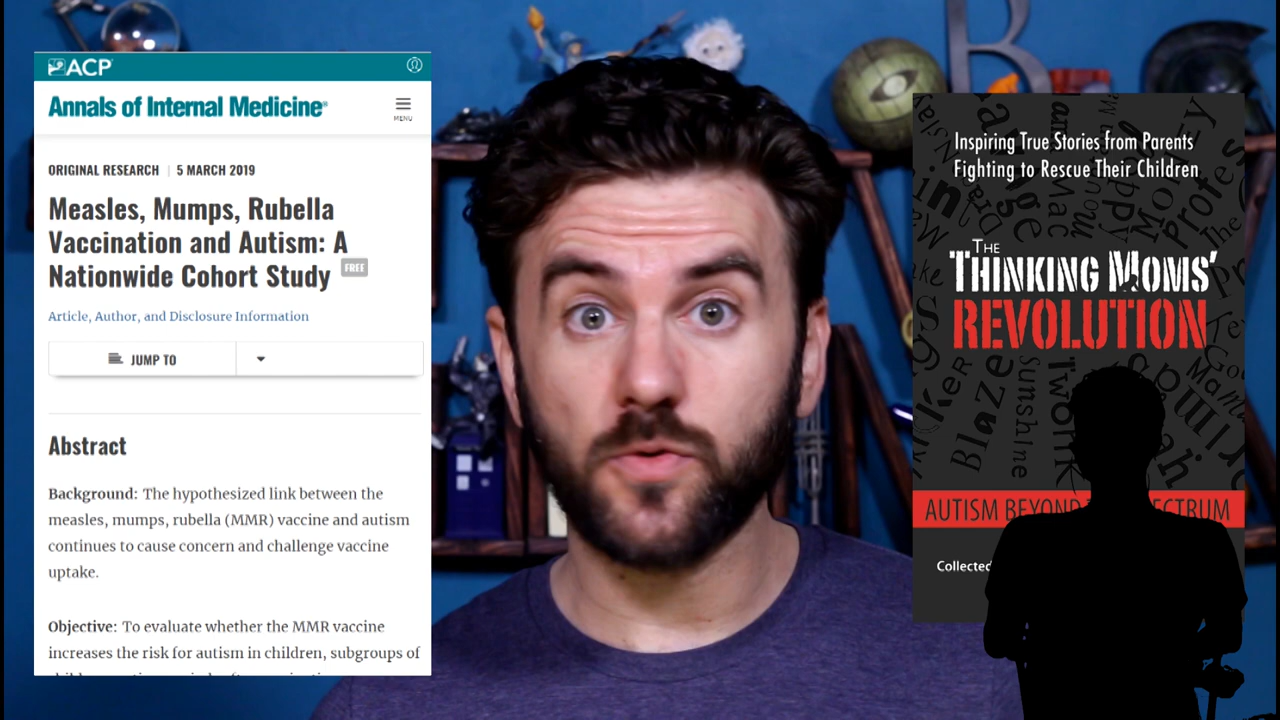 ACP
Annals of Internal Medicine®
MENU
ORIGINAL RESEARCH | 5 MARCH 2019
Measles, Mumps, Rubella
Vaccination and Autism: A
Nationwide Cohort Study FREE
Article, Author, and Disclosure Information
JUMP TO
Abstract
Background: The hypothesized link between the
measles, mumps, rubella (MMR) vaccine and autism
continues to cause concern and challenge vaccine
uptake.
Objective: To evaluate whether the MMR vaccine
increases the risk for autism in children, subgroups of
B
Inspiring True Stories from Parents
Fighting to Rescue Their Children
THE
THINKING MOMS'
REVOLUTION
Blaze
Sunshine
AUTISM BEYOND
Collected